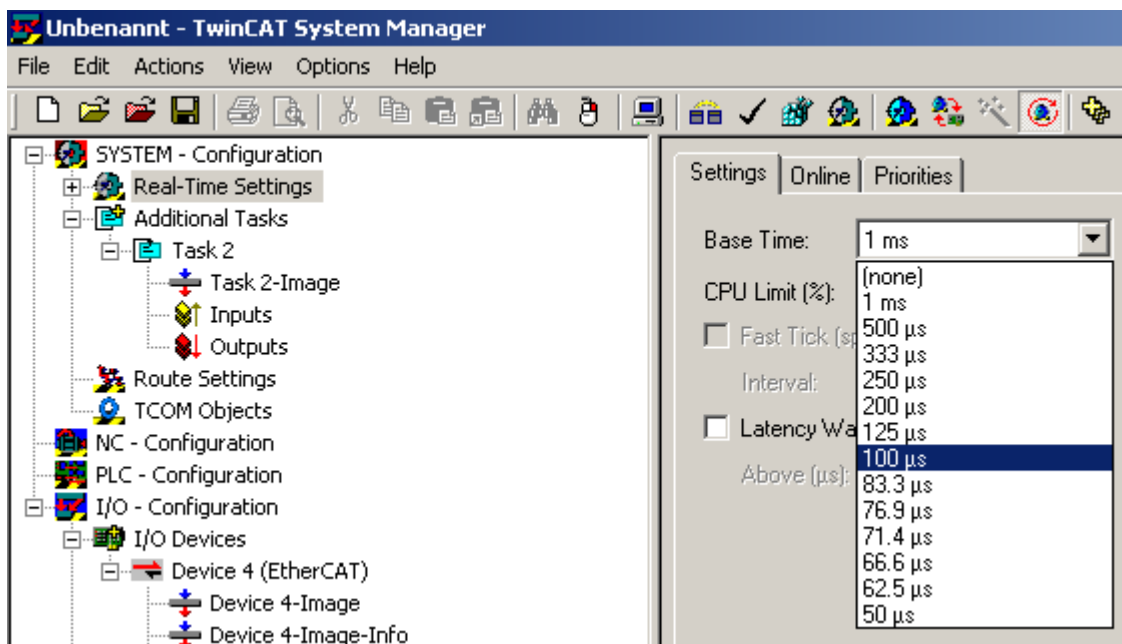 Unbenannt - TwinCAT System Manager
File Edit Actions View Options Help
SYSTEM - Configuration
Real-Time Settings
Additional Tasks
Task 2
Task 2-Image
Inputs
Outputs
Route Settings
TCOM Objects
NC - Configuration
PLC - Configuration
I/O - Configuration
I/O Devices
Device 4 (EtherCAT)
Device 4-Image
Device 4-Image-Info
Settings Online Priorities
Base Time: 1 ms
(none)
CPU Limit (%):
1 ms
500 µs
Fast Tick (sp
333 µs
Interval:
250 µs
200 µs
Latency Wa
125 µs
100 µs
Above (µs):
83.3 µs
76.9 µs
71.4 µs
66.6 µs
62.5 µs
50 µs